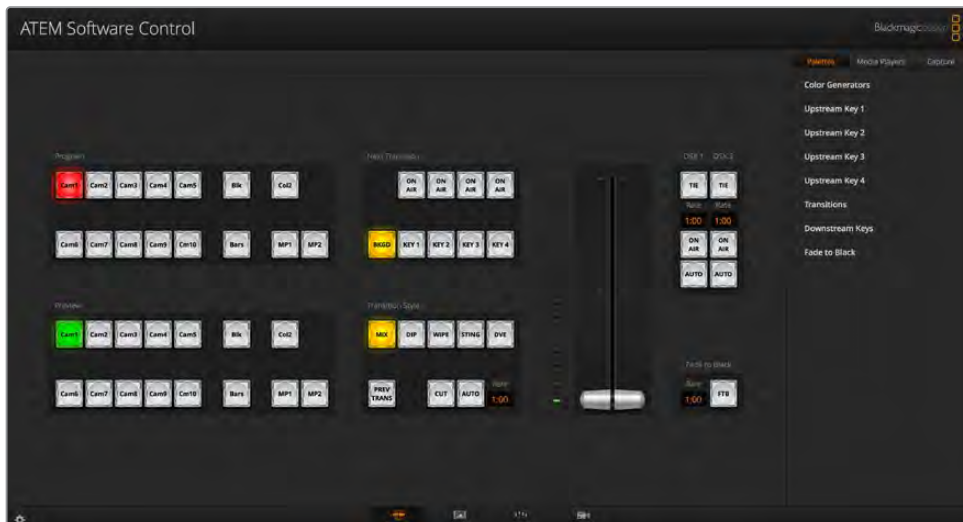 ATEM Software Control
Blackmagicdesign
Palettes Media Players Capture
Color Generators
Upstream Key 1
Upstream Key 2
Upstream Key 3
Upstream Key 4
Transitions
Downstream Keys
Fade to Black
Program
Cam1 Cam2 Cam3 Cam4 Cam5 Blk Col2
Cam6 Cam7 Cam8 Cam9 Cm10 Bars MP1 MP2
Next Transition
ON AIR ON AIR ON AIR ON AIR
BKGD KEY 1 KEY 2 KEY 3 KEY 4
DSK 1 DSK 2
TIE TIE
Rate Rate
1:00 1:00
ON AIR ON AIR
AUTO AUTO
Preview
Cam1 Cam2 Cam3 Cam4 Cam5 Blk Col2
Cam6 Cam7 Cam8 Cam9 Cm10 Bars MP1 MP2
Transition Style
MIX DIP WIPE STING DVE
PREV TRANS CUT AUTO Rate 1:00
Fade to Black
Rate
1:00 FTB